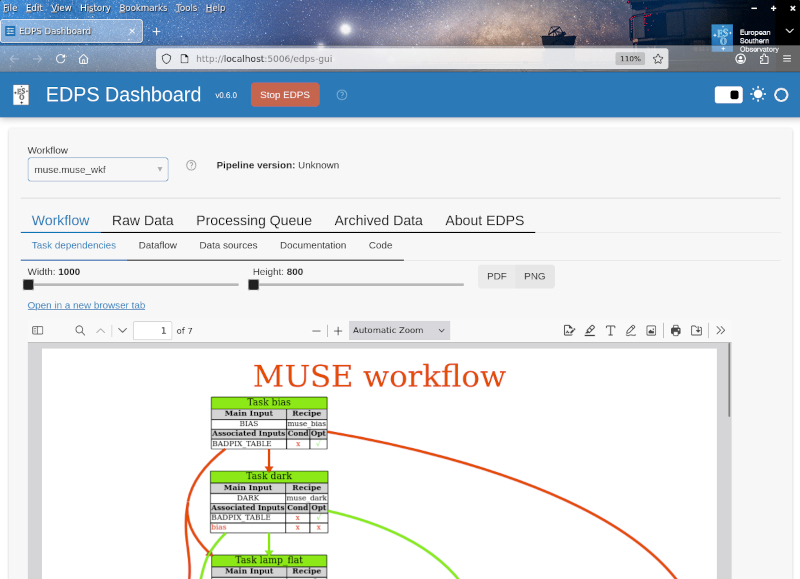 File Edit View History Bookmarks Tools Help
EDPS Dashboard
European
Southern
Observatory
http://localhost:5006/edps-gui
110%
EDPS Dashboard v0.6.0 Stop EDPS
Workflow
muse.muse_wkf
Pipeline version: Unknown
Workflow Raw Data Processing Queue Archived Data About EDPS
Task dependencies Dataflow Data sources Documentation Code
Width: 1000 Height: 800 PDF PNG
Open in a new browser tab
1 of 7 Automatic Zoom
MUSE workflow
Task bias
Main Input Recipe
BIAS muse_bias
Associated Inputs Cond Opt
BADPIX_TABLE x √
Task dark
Main Input Recipe
DARK muse_dark
Associated Inputs Cond Opt
BADPIX_TABLE x √
bias x x
Task lamp_flat
Main Input Recipe